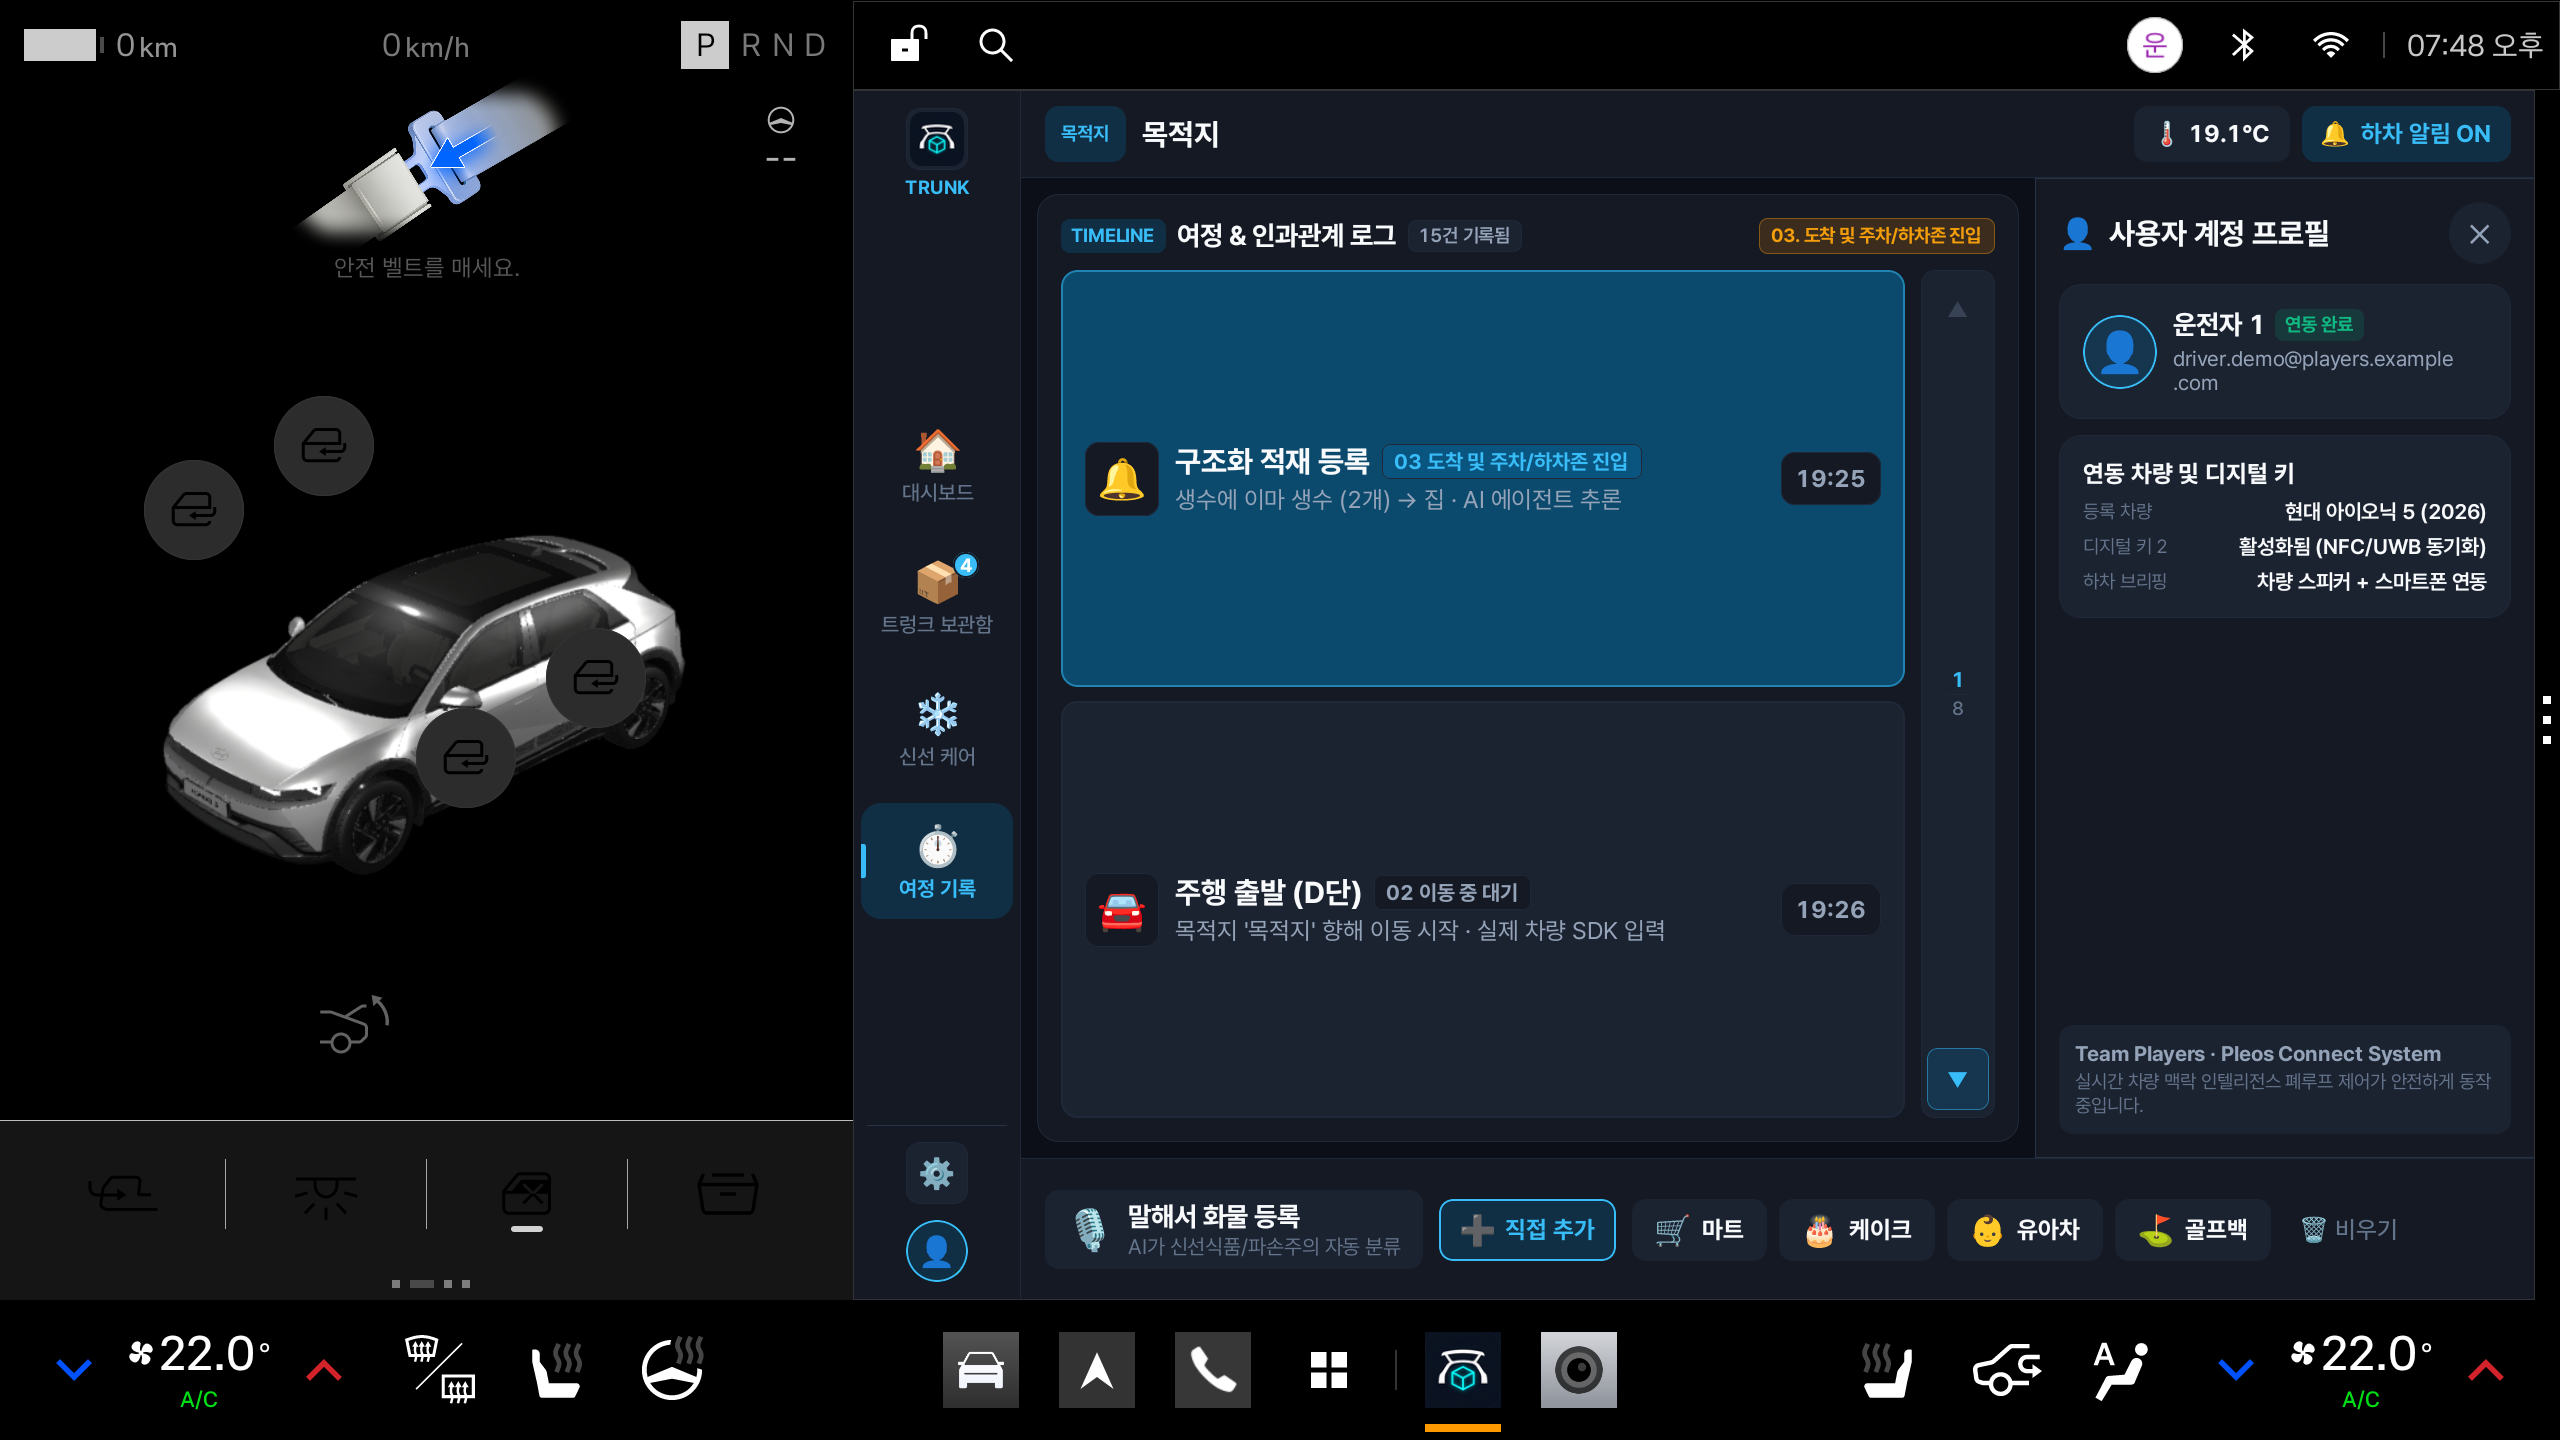 0 km
0 km/h
P R N D
안전 벨트를 매세요.
운
07:48 오후
TRUNK
대시보드
4
트렁크 보관함
신선 케어
여정 기록
목적지
목적지
19.1°C
하차 알림 ON
TIMELINE
여정 & 인과관계 로그
15건 기록됨
03. 도착 및 주차/하차존 진입
구조화 적재 등록
03 도착 및 주차/하차존 진입
생수에 이마 생수 (2개) → 집 · AI 에이전트 추론
19:25
1
8
주행 출발 (D단)
02 이동 중 대기
목적지 '목적지' 향해 이동 시작 · 실제 차량 SDK 입력
19:26
사용자 계정 프로필
운전자 1
연동 완료
driver.demo@players.example
.com
연동 차량 및 디지털 키
등록 차량
현대 아이오닉 5 (2026)
디지털 키 2
활성화됨 (NFC/UWB 동기화)
하차 브리핑
차량 스피커 + 스마트폰 연동
Team Players · Pleos Connect System
실시간 차량 맥락 인텔리전스 폐루프 제어가 안전하게 동작
중입니다.
말해서 화물 등록
AI가 신선식품/파손주의 자동 분류
직접 추가
마트
케이크
유아차
골프백
비우기
22.0°
A/C
A
22.0°
A/C